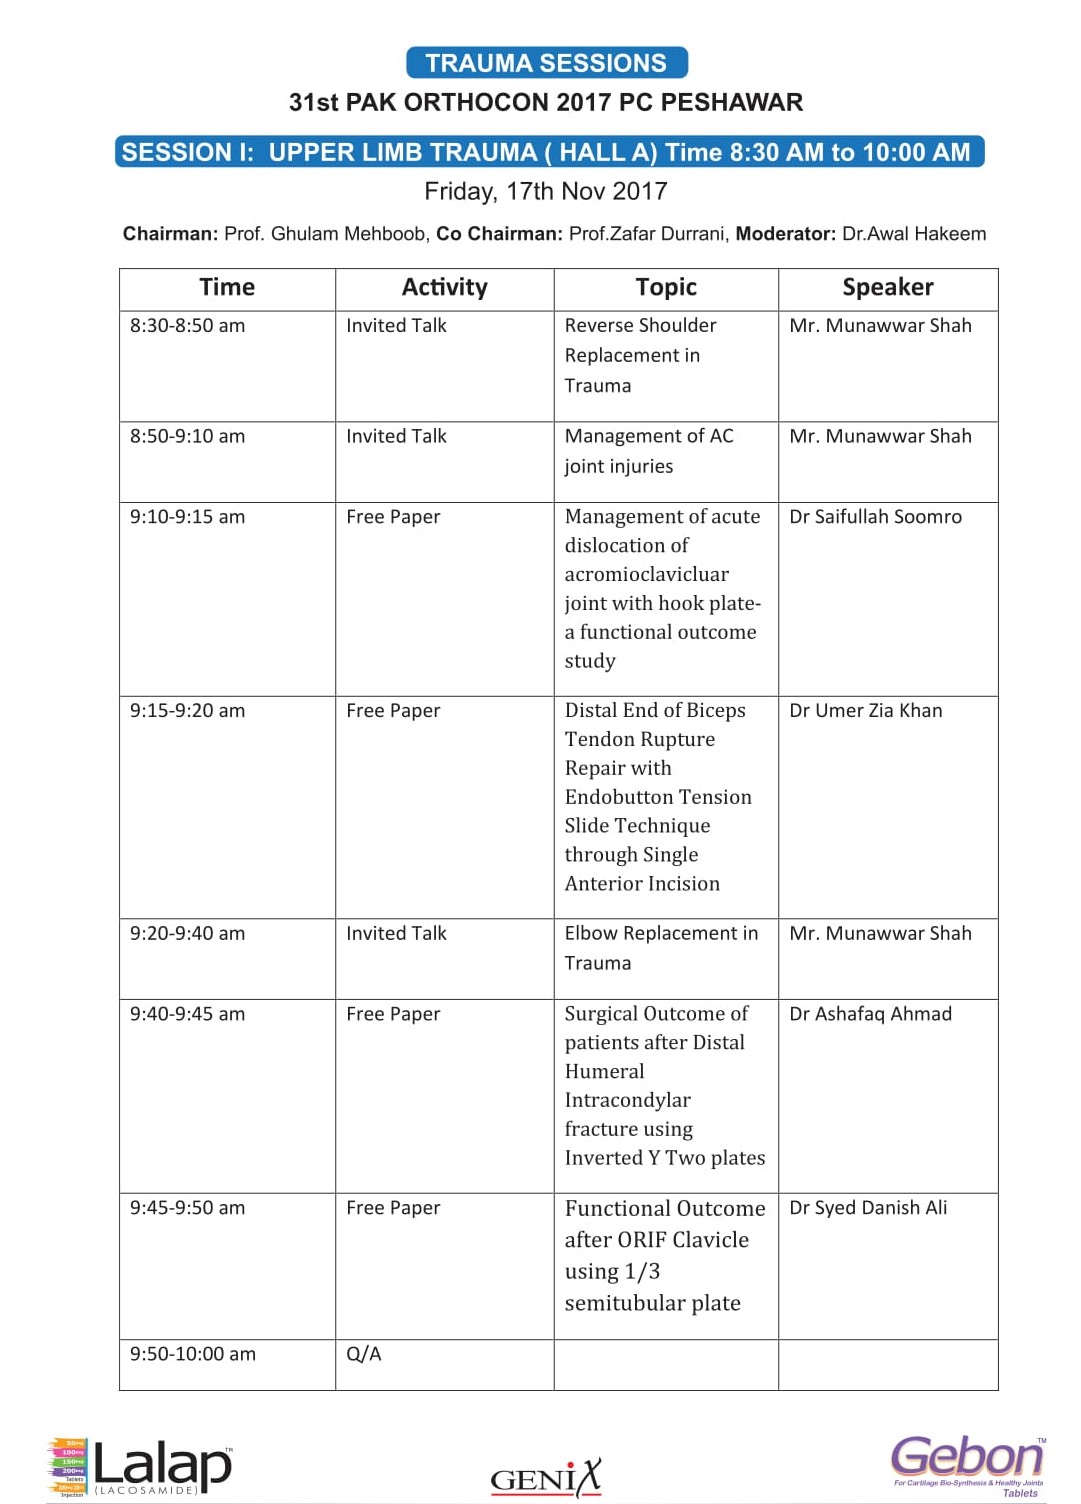 TRAUMA SESSIONS
31st PAK ORTHOCON 2017 PC PESHAWAR
SESSION I: UPPER LIMB TRAUMA ( HALL A) Time 8:30 AM to 10:00 AM
Friday, 17th Nov 2017
Chairman: Prof. Ghulam Mehboob, Co Chairman: Prof.Zafar Durrani, Moderator: Dr.Awal Hakeem
Time Activity Topic Speaker
8:30-8:50 am Invited Talk Reverse Shoulder Mr. Munawwar Shah
Replacement in
Trauma
8:50-9:10 am Invited Talk Management of AC Mr. Munawwar Shah
joint injuries
9:10-9:15 am Free Paper Management of acute Dr Saifullah Soomro
dislocation of
acromioclavicluar
joint with hook plate-
a functional outcome
study
9:15-9:20 am Free Paper Distal End of Biceps Dr Umer Zia Khan
Tendon Rupture
Repair with
Endobutton Tension
Slide Technique
through Single
Anterior Incision
9:20-9:40 am Invited Talk Elbow Replacement in Mr. Munawwar Shah
Trauma
9:40-9:45 am Free Paper Surgical Outcome of Dr Ashafaq Ahmad
patients after Distal
Humeral
Intracondylar
fracture using
Inverted Y Two plates
9:45-9:50 am Free Paper Functional Outcome Dr Syed Danish Ali
after ORIF Clavicle
using 1/3
semitubular plate
9:50-10:00 am Q/A
50mg
100mg
150mg
200mg
Tablets
Injection
Lalap™
(LACOSAMIDE)
GENIX
Gebon™
For Cartilage Bio-Synthesis & Healthy Joints
Tablets